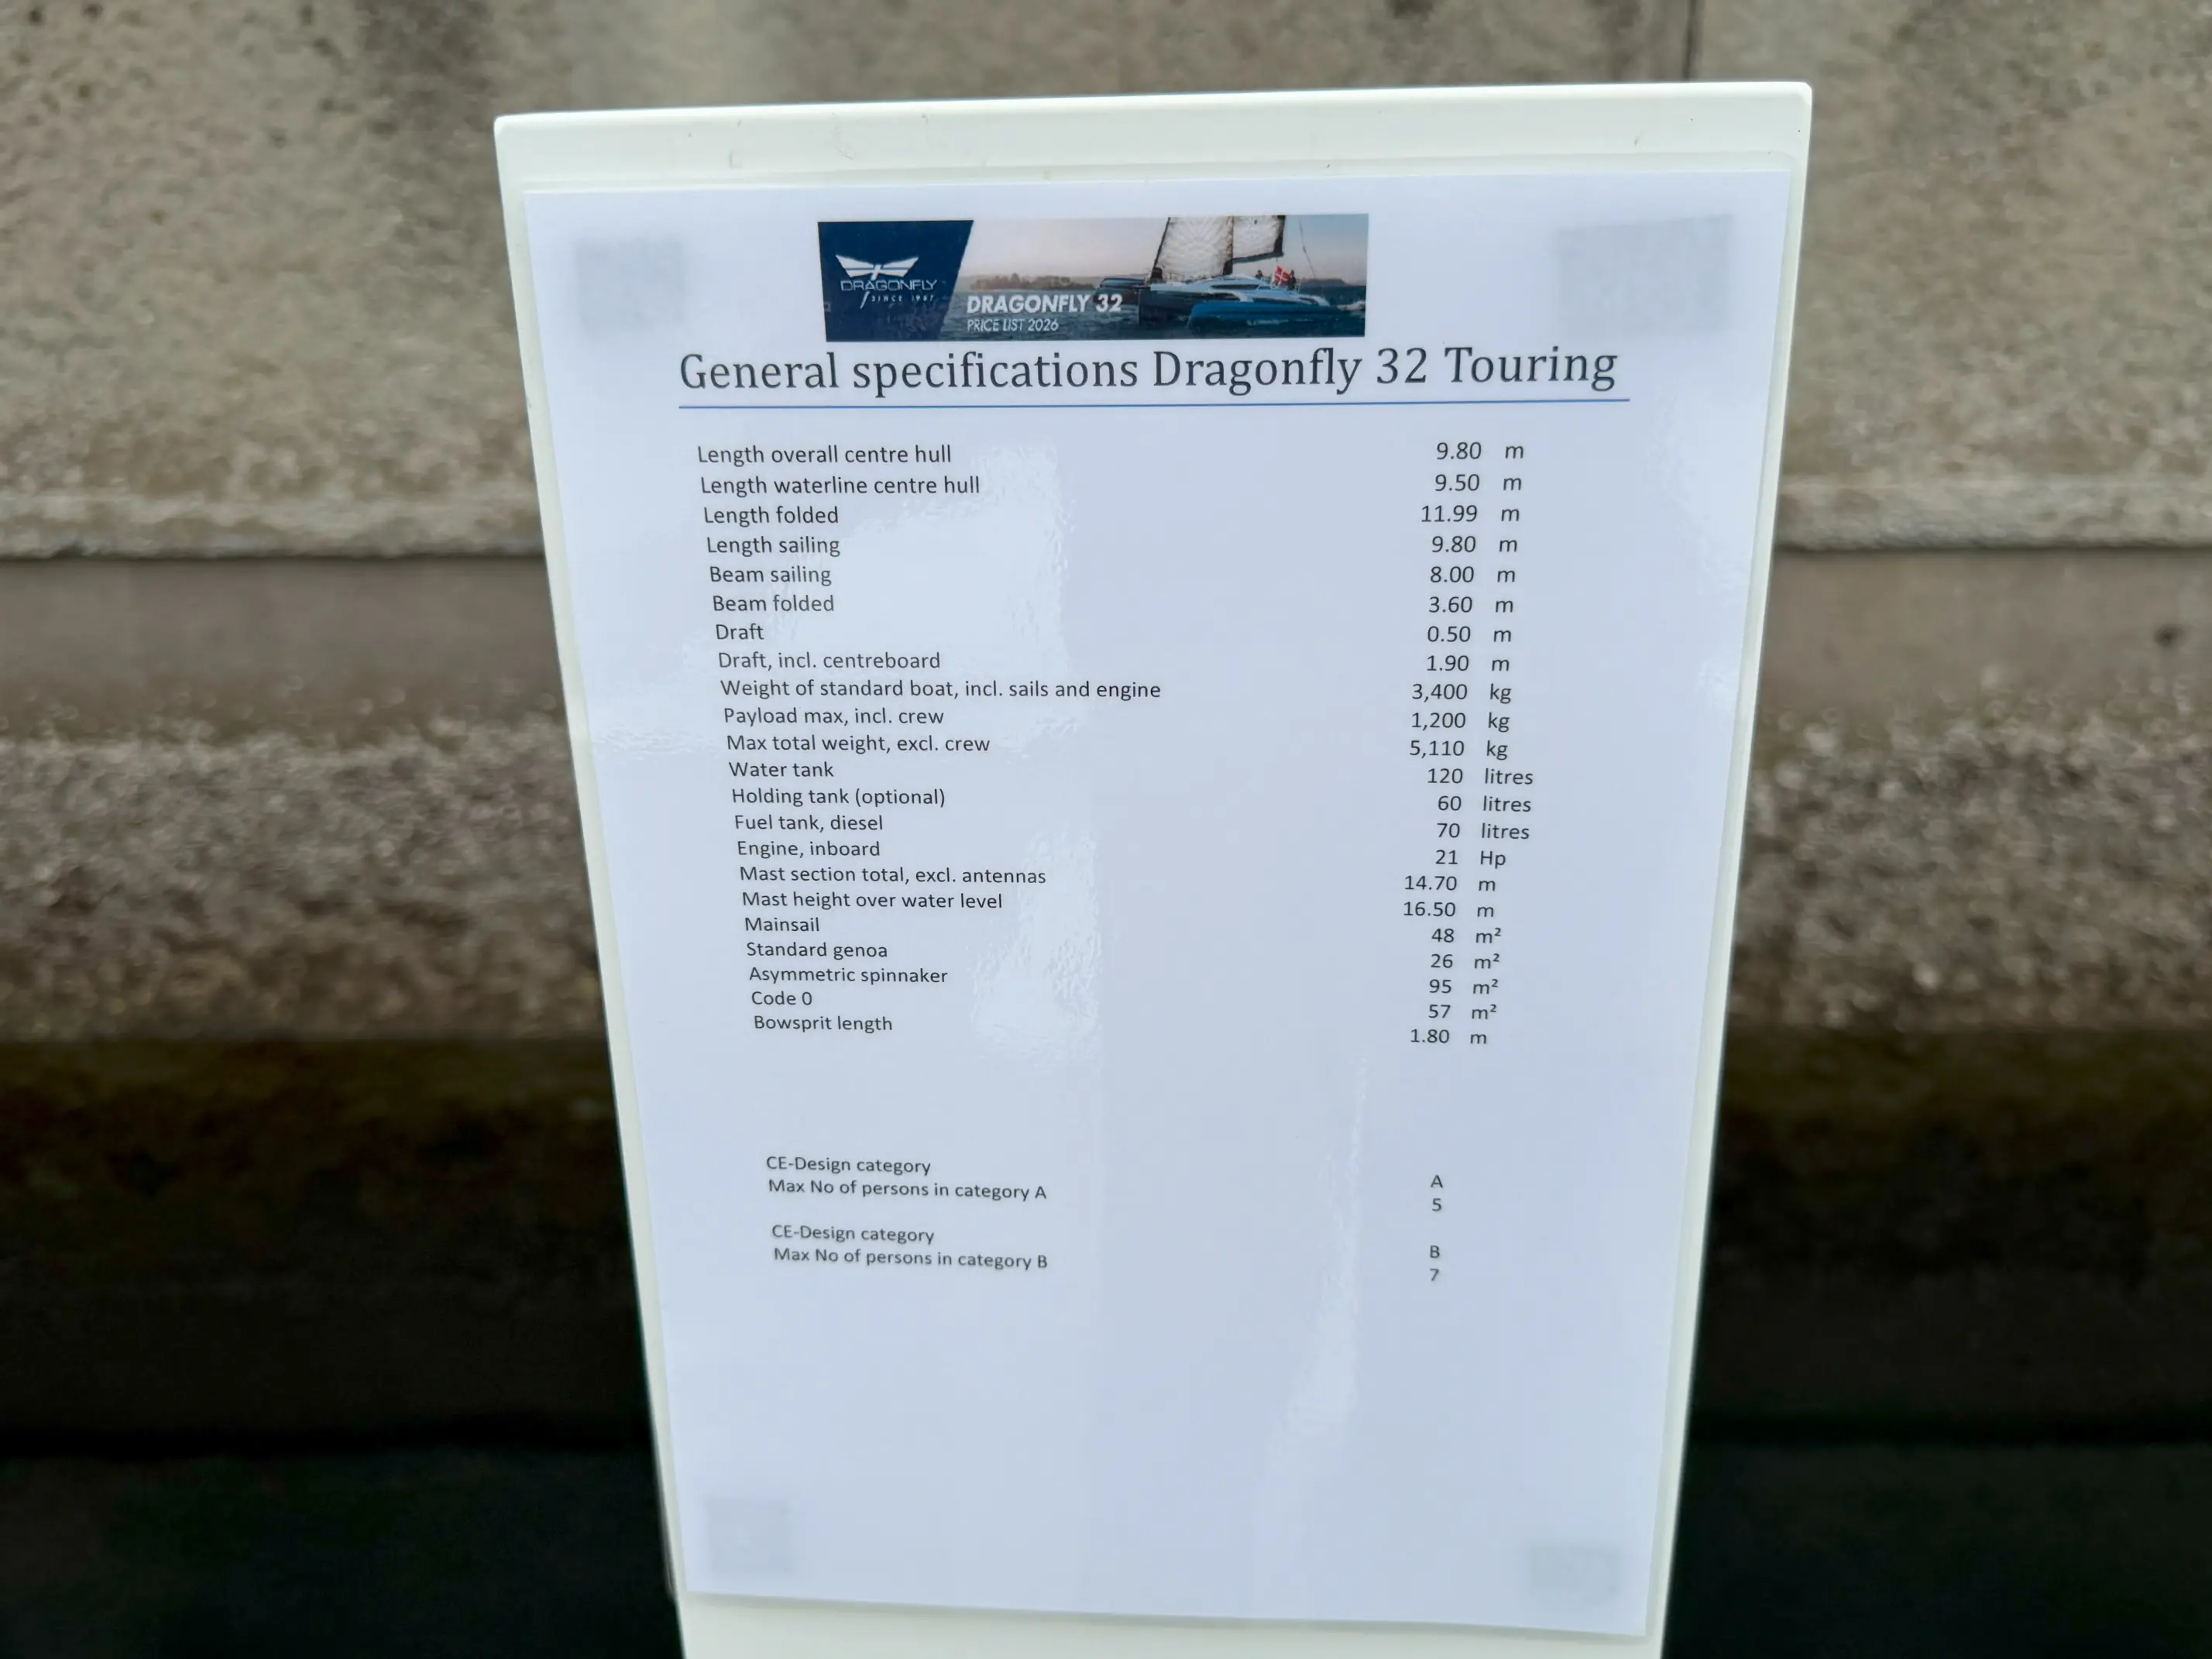 DRAGONFLY
SINCE 1967
DRAGONFLY 32
PRICE LIST 2026
General specifications Dragonfly 32 Touring
Length overall centre hull 9.80 m
Length waterline centre hull 9.50 m
Length folded 11.99 m
Length sailing 9.80 m
Beam sailing 8.00 m
Beam folded 3.60 m
Draft 0.50 m
Draft, incl. centreboard 1.90 m
Weight of standard boat, incl. sails and engine 3,400 kg
Payload max, incl. crew 1,200 kg
Max total weight, excl. crew 5,110 kg
Water tank 120 litres
Holding tank (optional) 60 litres
Fuel tank, diesel 70 litres
Engine, inboard 21 Hp
Mast section total, excl. antennas 14.70 m
Mast height over water level 16.50 m
Mainsail 48 m²
Standard genoa 26 m²
Asymmetric spinnaker 95 m²
Code 0 57 m²
Bowsprit length 1.80 m
CE-Design category A
Max No of persons in category A 5
CE-Design category B
Max No of persons in category B 7